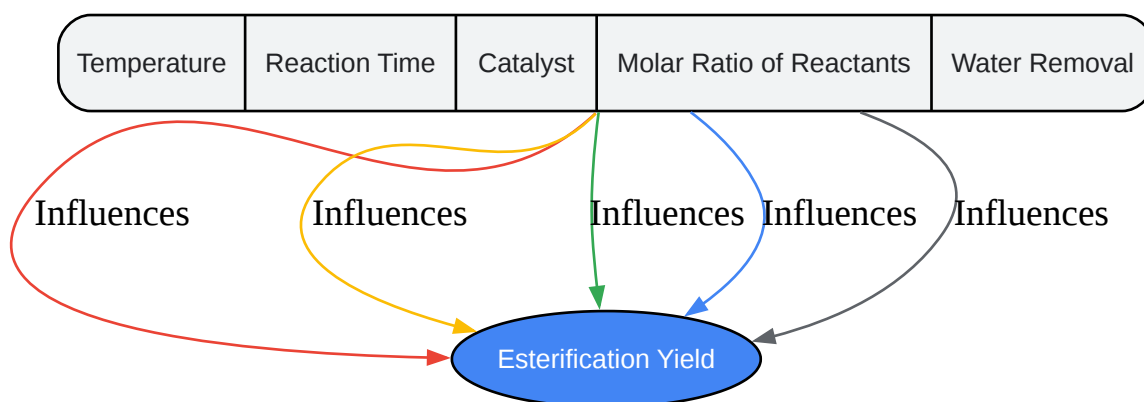 Temperature Reaction Time Catalyst Molar Ratio of Reactants Water Removal
Influences Influences Influences Influences Influences
Esterification Yield